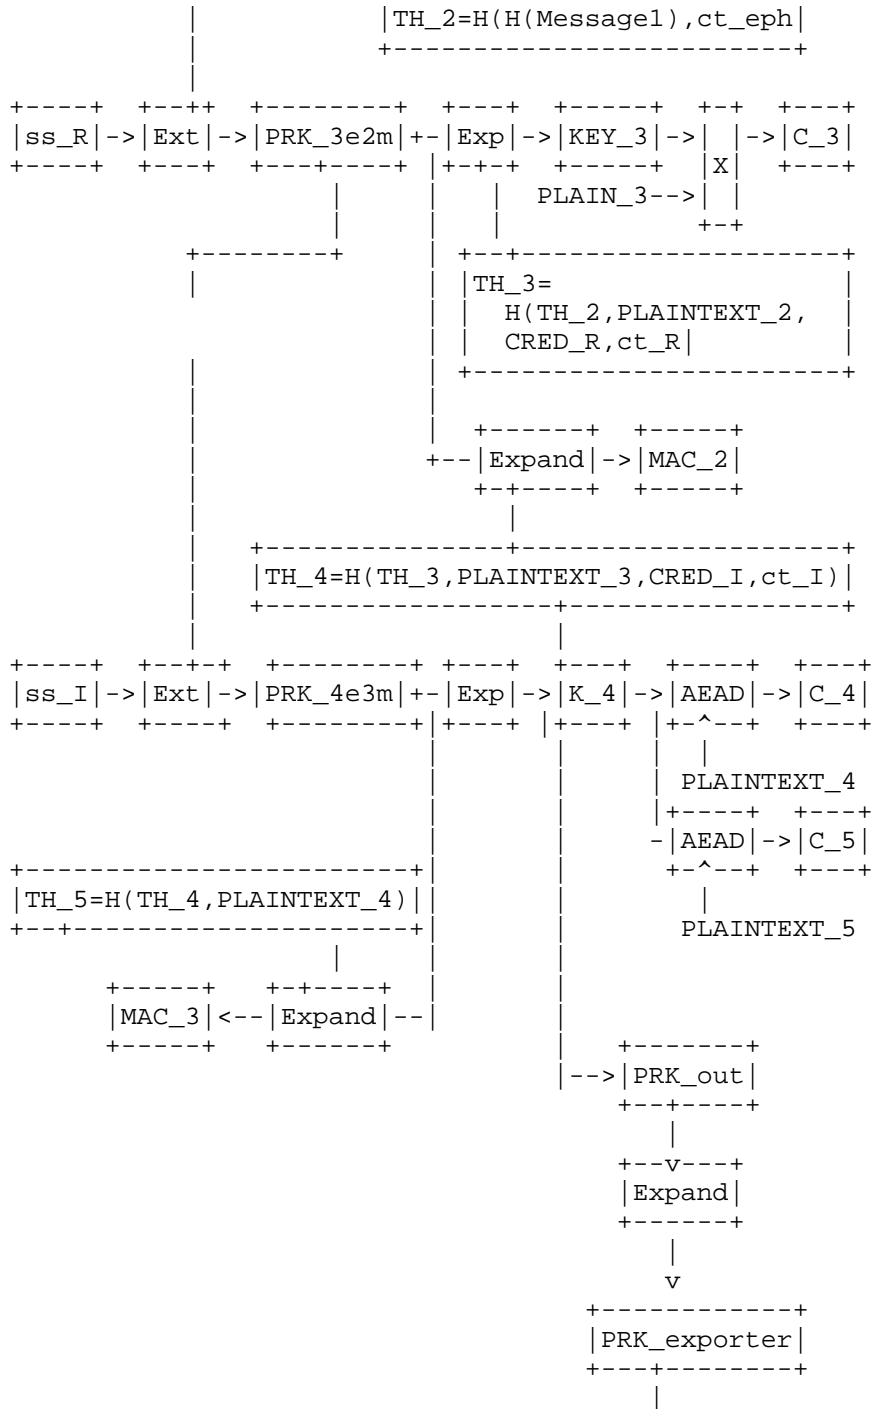 |           |TH_2=H(H(Message1),ct_eph|
            |           +-------------------------+
            |
+----+  +--++  +--------+  +---+  +-----+  +-+  +---+
|ss_R|->|Ext|->|PRK_3e2m|+-|Exp|->|KEY_3|->| |->|C_3|
+----+  +---+  +---+----+ |+-+-+  +-----+  |X|  +---+
                    |     |   |  PLAIN_3-->| |
                    |     |   |            +-+
           +--------+     | +--+--------------------+
           |              | |TH_3=                  |
                          | |  H(TH_2,PLAINTEXT_2,  |
                          | |  CRED_R,ct_R|         |
           |              | +-----------------------+
           |              |
           |              |  +------+  +-----+
           |              +--|Expand|->|MAC_2|
           |                 +-+----+  +-----+
           |                   |
           |   +---------------+--------------------+
           |   |TH_4=H(TH_3,PLAINTEXT_3,CRED_I,ct_I)|
           |   +------------------+-----------------+
           |                      |
+----+  +--+-+  +--------+ +---+  +---+  +----+  +---+
|ss_I|->|Ext|->|PRK_4e3m|+-|Exp|->|K_4|->|AEAD|->|C_4|
+----+  +----+  +--------+|+---+ |+---+ |+-^--+  +---+
                          |       |     |  |
                          |       |     | PLAINTEXT_4
                          |       |     |+----+  +---+
                          |       |     -|AEAD|->|C_5|
+------------------------+|       |      +-^--+  +---+
|TH_5=H(TH_4,PLAINTEXT_4)||       |        |
+--+---------------------+|       |       PLAINTEXT_5
                    |     |       |
      +-----+   +-+----+  |       |
      |MAC_3|<--|Expand|--|       |
      +-----+   +------+          |   +-------+
                                  |-->|PRK_out|
                                      +--+----+
                                         |
                                      +--v---+
                                      |Expand|
                                      +------+
                                         |
                                         v
                                    +------------+
                                    |PRK_exporter|
                                    +---+--------+
                                        |